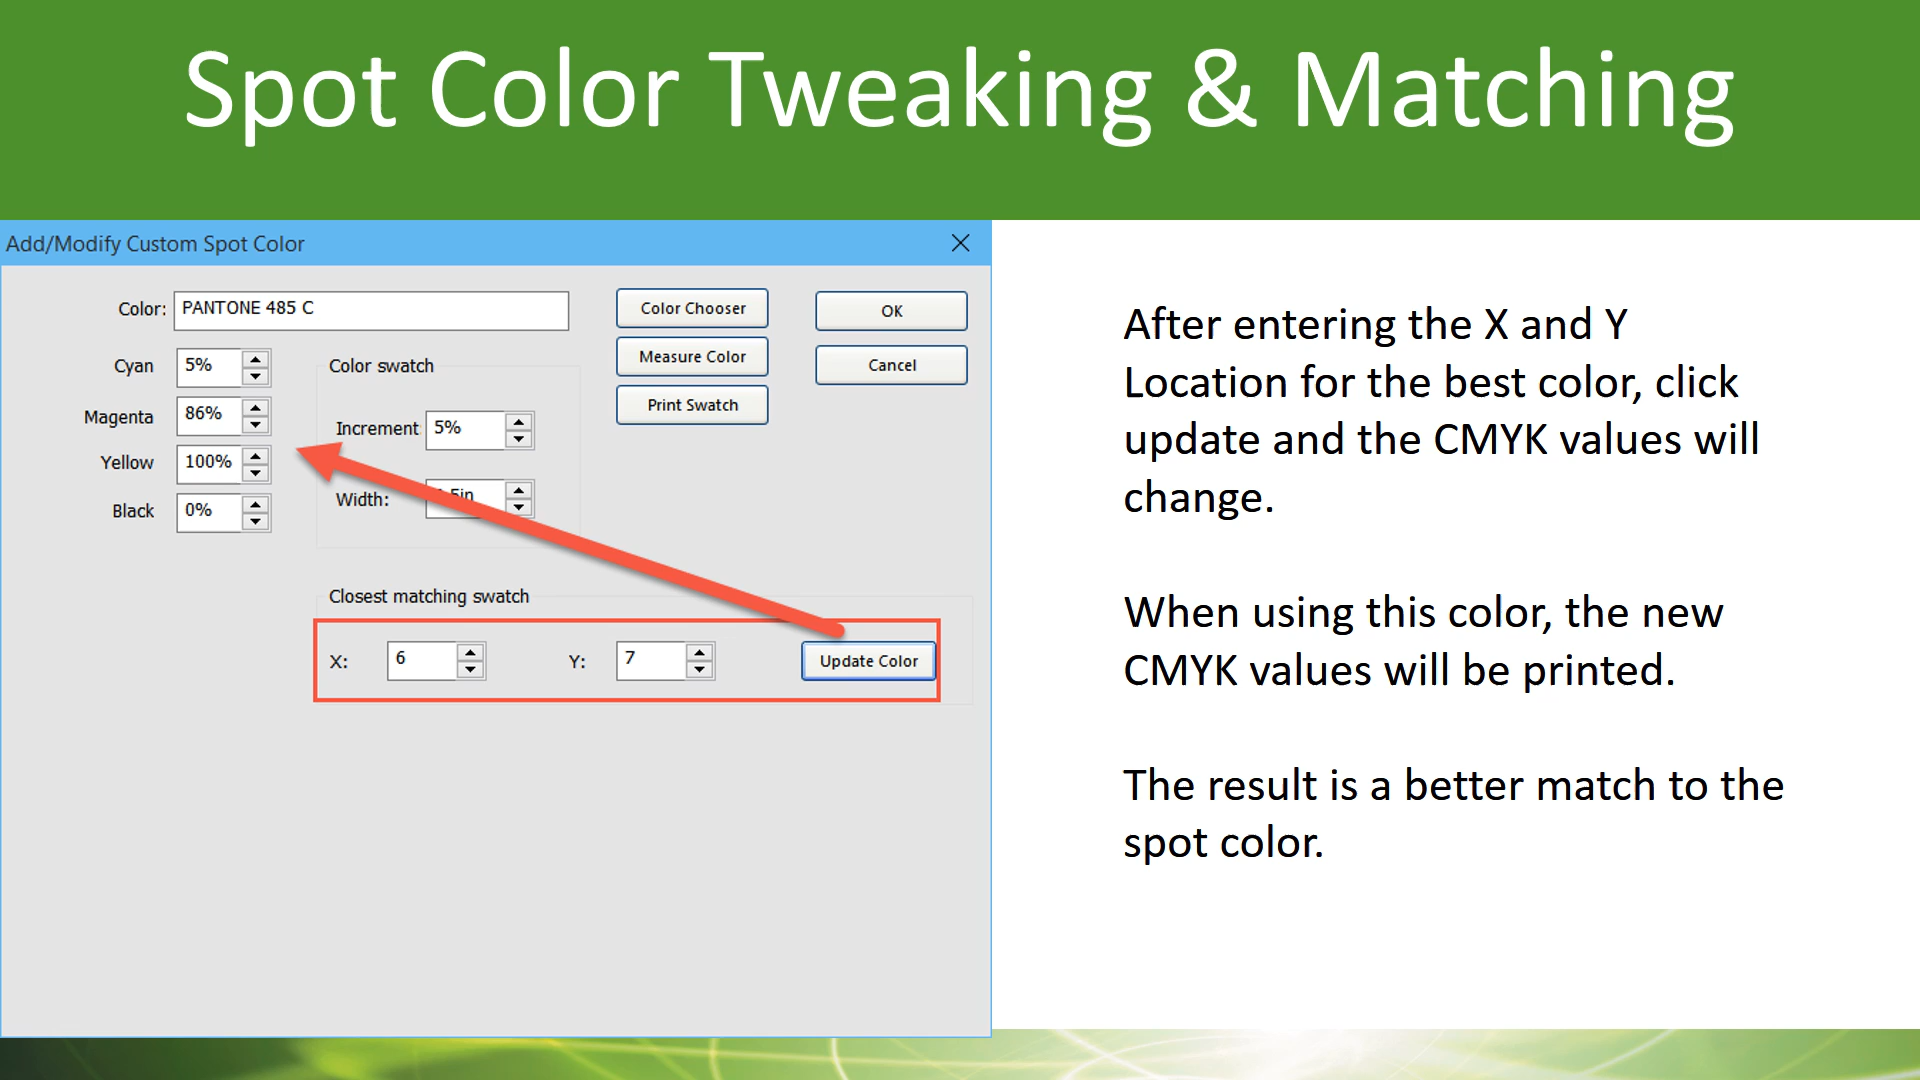 Spot Color Tweaking & Matching
Add/Modify Custom Spot Color
Color: PANTONE 485 C
Color Chooser
OK
Cyan 5%
Color swatch
Measure Color
Cancel
Magenta 86%
Increment: 5%
Print Swatch
Yellow 100%
Width: 5in
Black 0%
Closest matching swatch
X: 6 Y: 7 Update Color
After entering the X and Y
Location for the best color, click
update and the CMYK values will
change.
When using this color, the new
CMYK values will be printed.
The result is a better match to the
spot color.